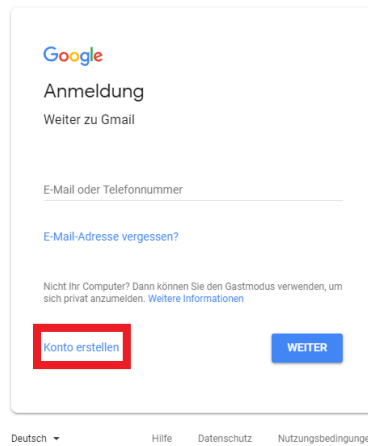 Google
Anmeldung
Weiter zu Gmail
E-Mail oder Telefonnummer
E-Mail-Adresse vergessen?
Nicht Ihr Computer? Dann können Sie den Gastmodus verwenden, um
sich privat anzumelden. Weitere Informationen
Konto erstellen WEITER
Deutsch Hilfe Datenschutz Nutzungsbedingunge